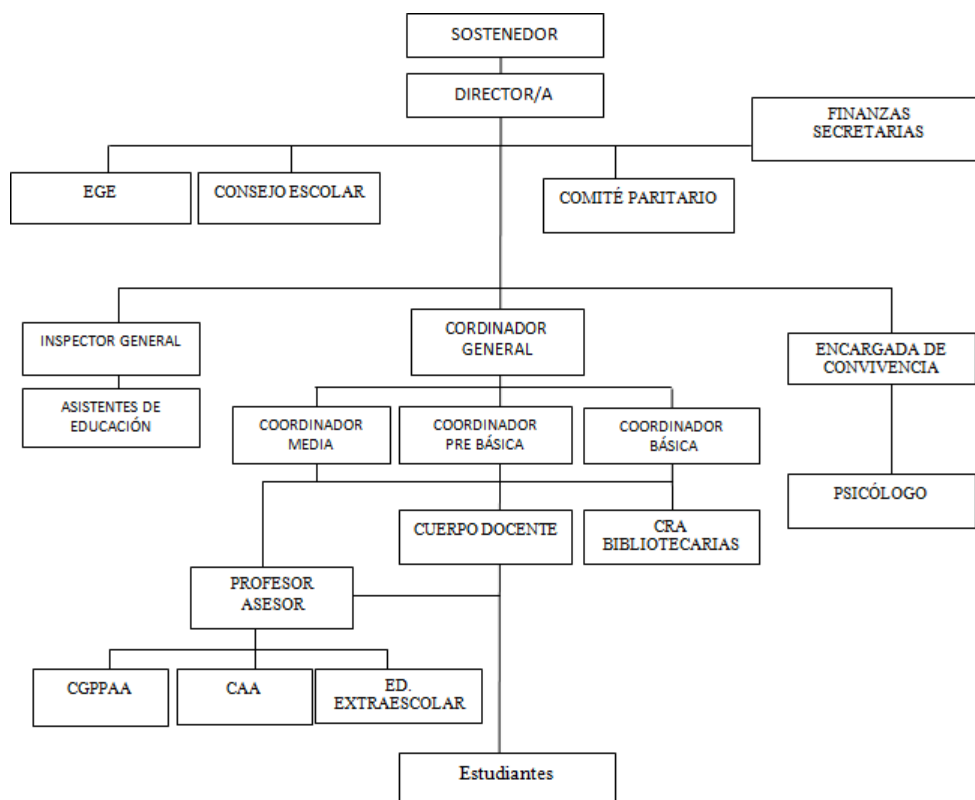 SOSTENEDOR
DIRECTOR/A
FINANZAS
SECRETARIAS
EGE
CONSEJO ESCOLAR
COMITÉ PARITARIO
INSPECTOR GENERAL
CORDINADOR
GENERAL
ENCARGADA DE
CONVIVENCIA
ASISTENTES DE
EDUCACIÓN
COORDINADOR
MEDIA
COORDINADOR
PRE BÁSICA
COORDINADOR
BÁSICA
PSICÓLOGO
CUERPO DOCENTE
CRA
BIBLIOTECARIAS
PROFESOR
ASESOR
CGPPAA
CAA
ED.
EXTRAESCOLAR
Estudiantes